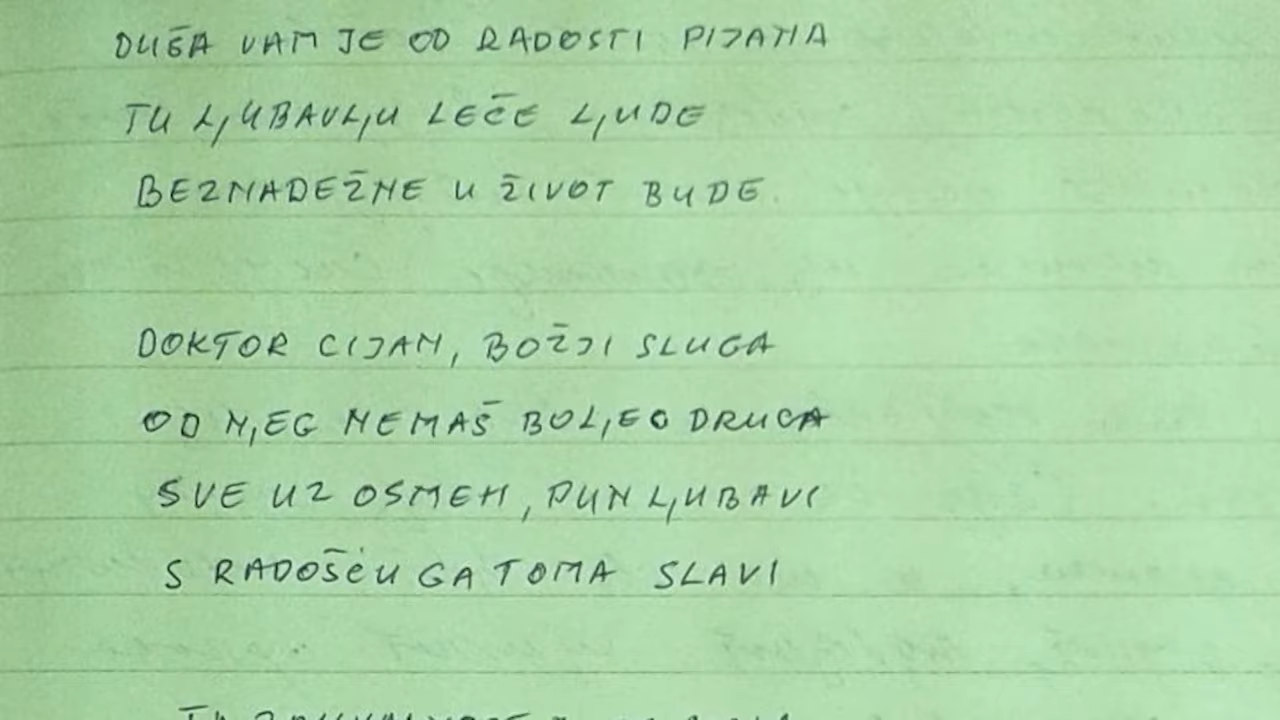 DUŠA VAM JE OD RADOSTI PIJANA
TU LJUBAVLJU LEČE LJUDE
BEZNADEŽNE U ŽIVOT BUDE.
DOKTOR CIJAN, BOŽJI SLUGA
OD NJEG NEMAŠ BOLJEG DRUGA
SVE UZ OSMEH, PUN LJUBAVI
S RADOŠĆU GA TOMA SLAVI